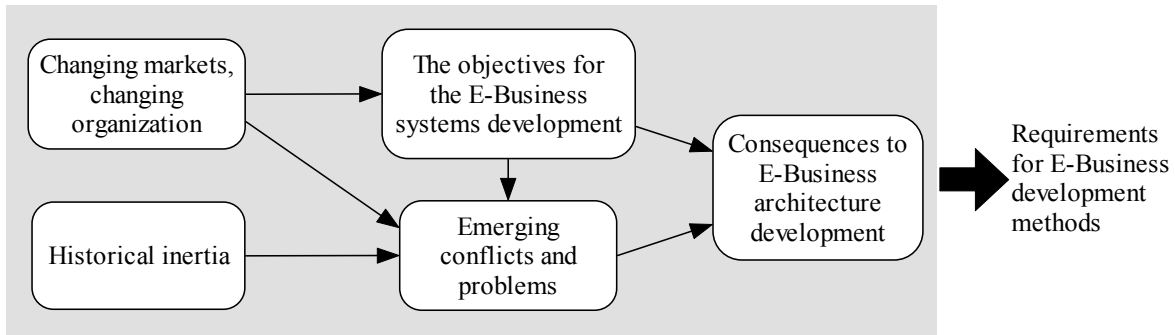 Changing markets,
changing
organization
The objectives for
the E-Business
systems development
Historical inertia
Emerging
conflicts and
problems
Consequences to
E-Business
architecture
development
Requirements
for E-Business
development
methods